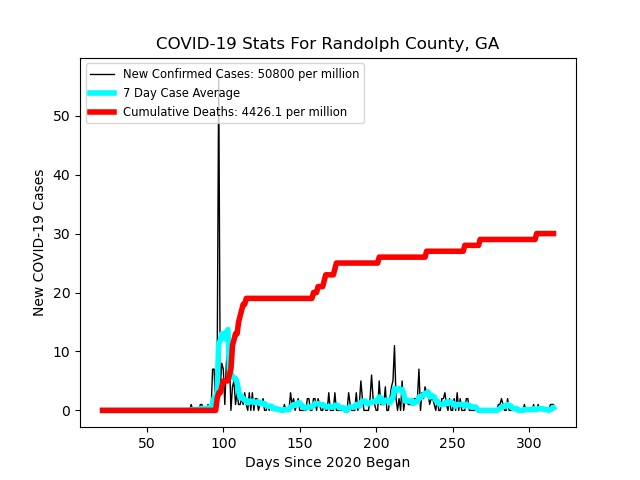 COVID-19 Stats For Randolph County, GA
New Confirmed Cases: 50800 per million
7 Day Case Average
Cumulative Deaths: 4426.1 per million
New COVID-19 Cases
50
40
30
20
10
0
50 100 150 200 250 300
Days Since 2020 Began